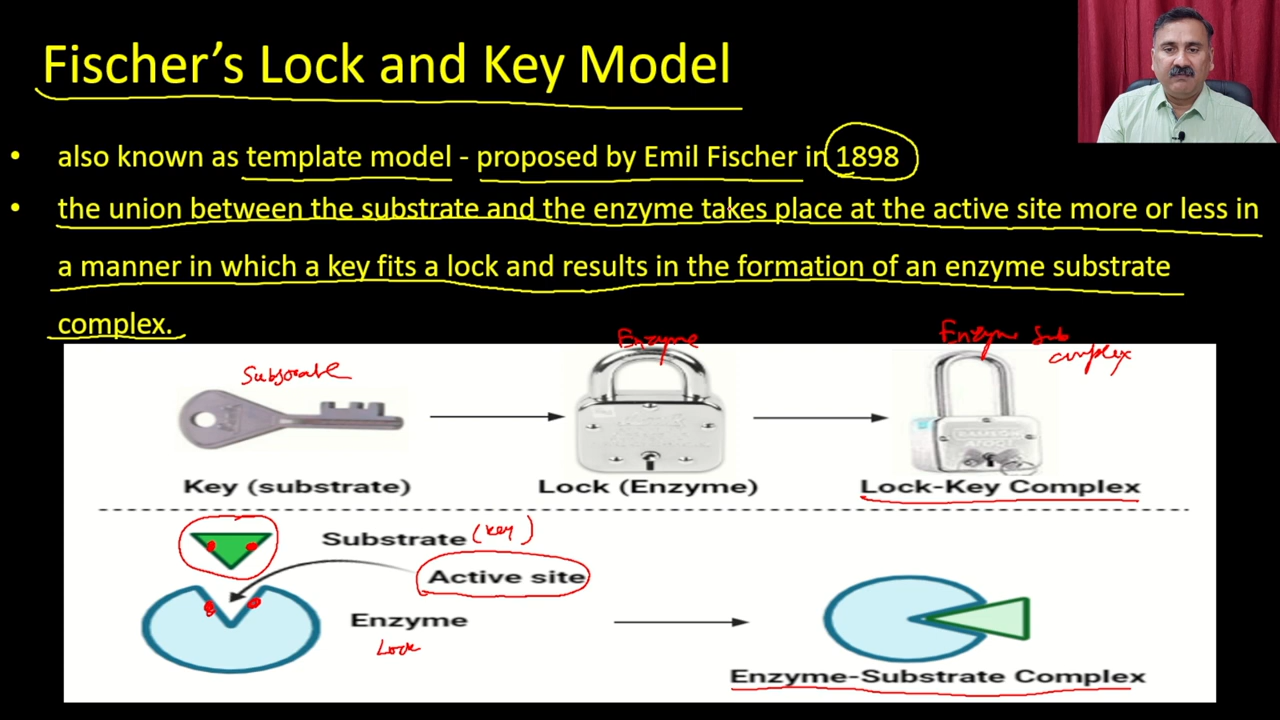 Fischer’s Lock and Key Model
• also known as template model - proposed by Emil Fischer in 1898
• the union between the substrate and the enzyme takes place at the active site more or less in
a manner in which a key fits a lock and results in the formation of an enzyme substrate
complex.
Substrate
Enzyme
Enzyme Sub
complex
Key (substrate)
Lock (Enzyme)
Lock-Key Complex
Substrate (key)
Active site
Enzyme
Lock
Enzyme-Substrate Complex